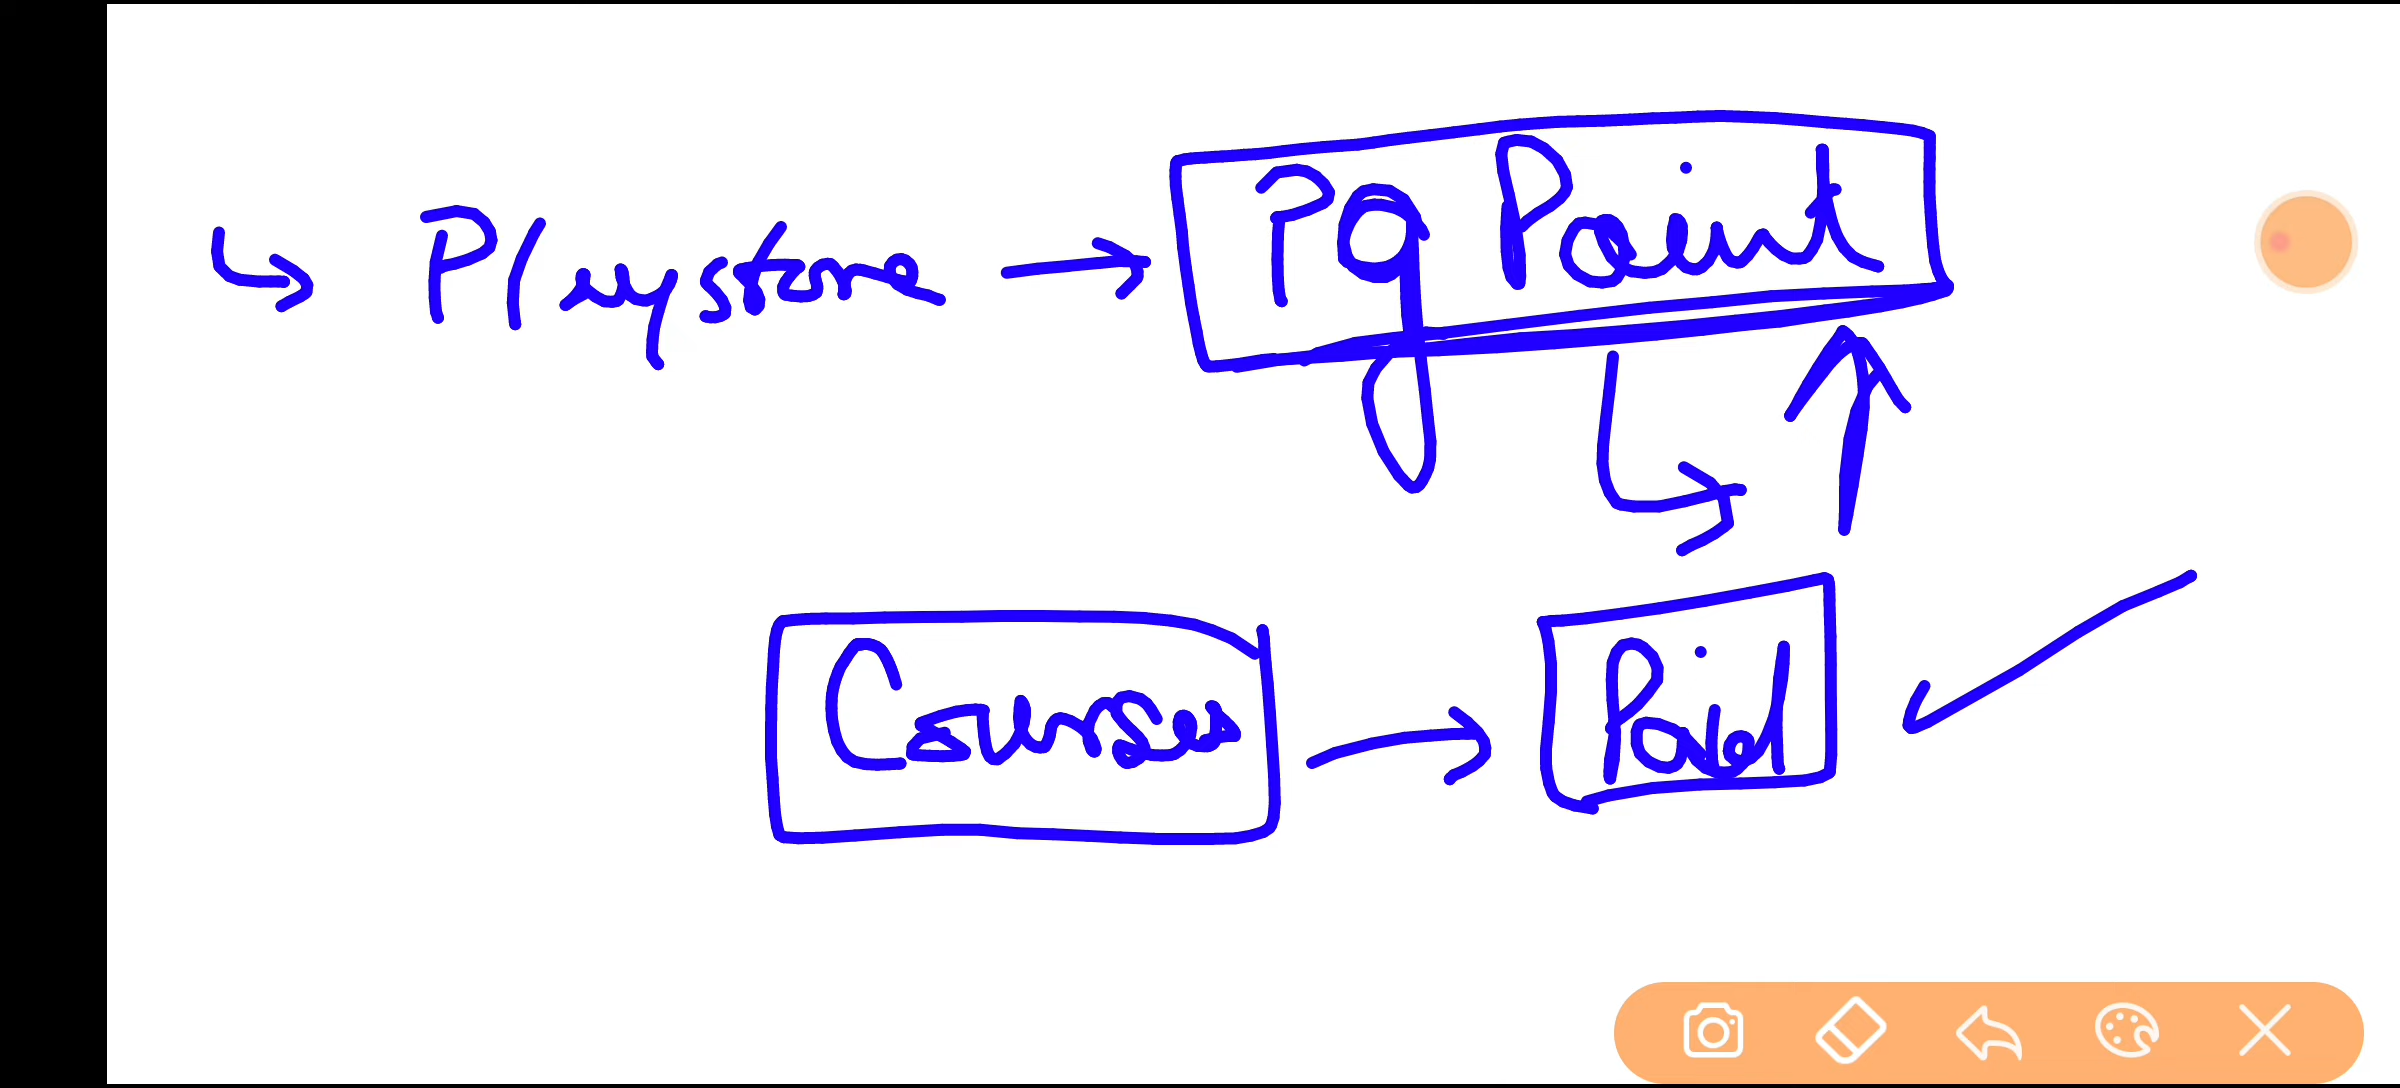 ↳ Playstore → Pg Point
Courses → Paid